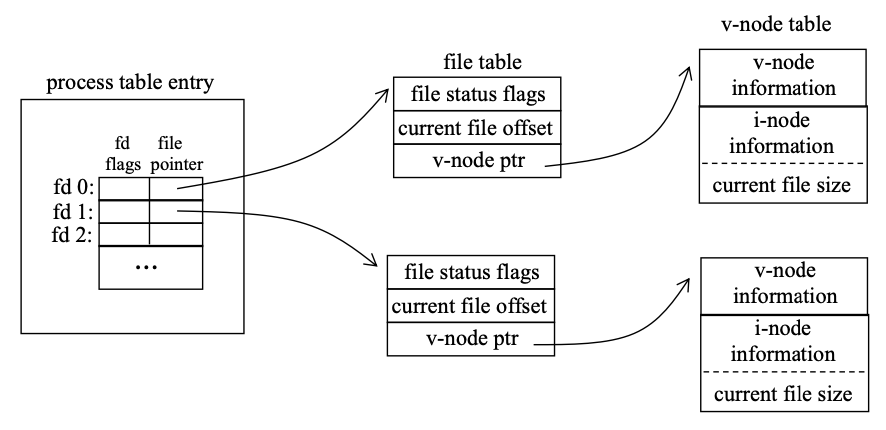 process table entry
fd
flags
file
pointer
fd 0:
fd 1:
fd 2:
...
file table
file status flags
current file offset
v-node ptr
file status flags
current file offset
v-node ptr
v-node table
v-node
information
i-node
information
current file size
v-node
information
i-node
information
current file size